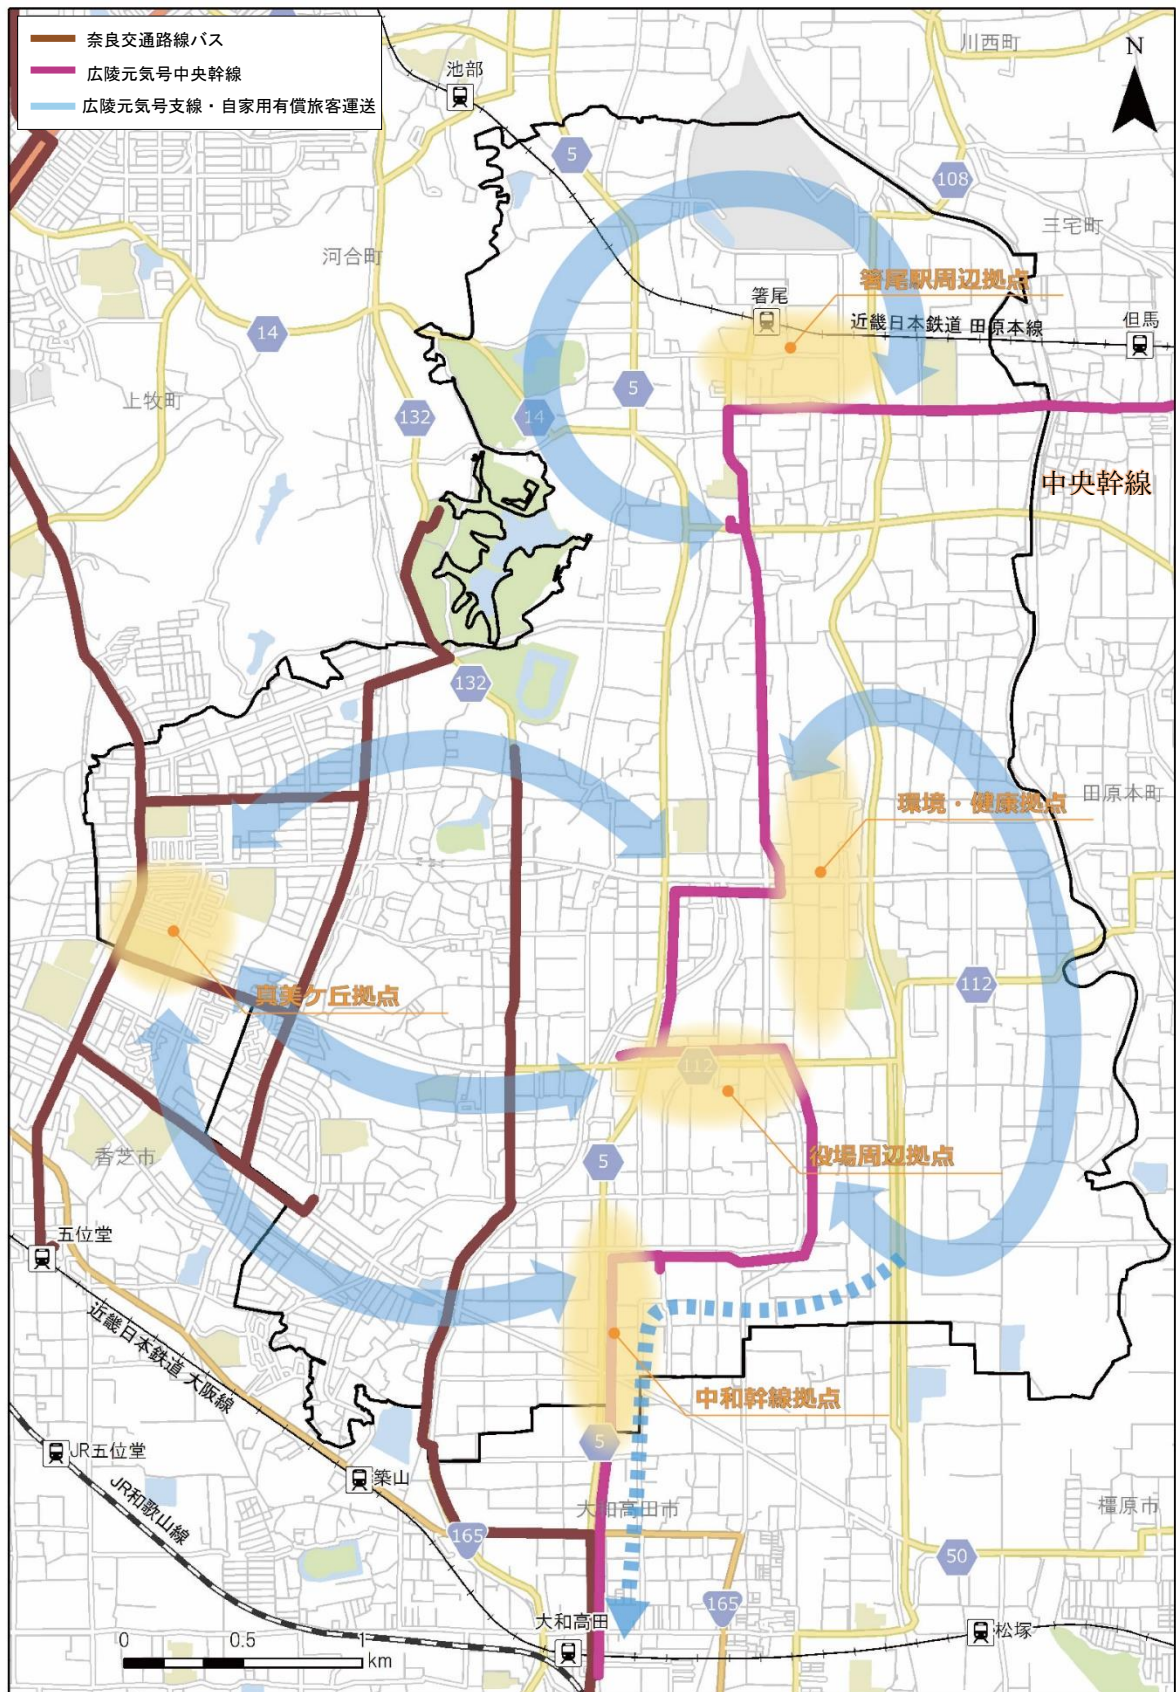 奈良交通路線バス
広陵元気号中央幹線
広陵元気号支線・自家用有償旅客運送
川西町
N
池部
5
108
三宅町
河合町
箸尾駅周辺拠点
箸尾
近畿日本鉄道 田原本線
但馬
14
5
上牧町
132
14
中央幹線
132
田原本町
環境・健康拠点
真美ケ丘拠点
112
112
香芝市
5
役場周辺拠点
五位堂
近畿日本鉄道 大阪線
中和幹線拠点
5
JR五位堂
築山
JR和歌山線
大和高田市
橿原市
165
50
165
大和高田
松塚
0 0.5 1
km